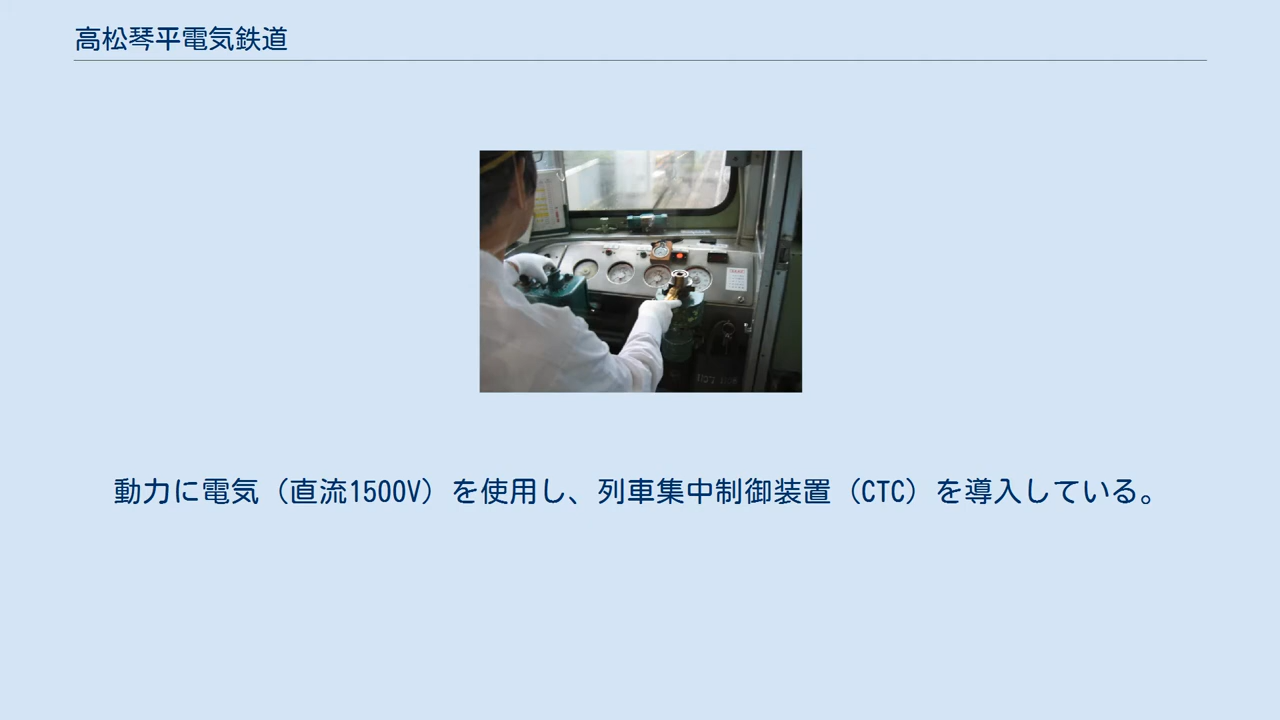 高松琴平電気鉄道
動力に電気（直流1500V）を使用し、列車集中制御装置（CTC）を導入している。